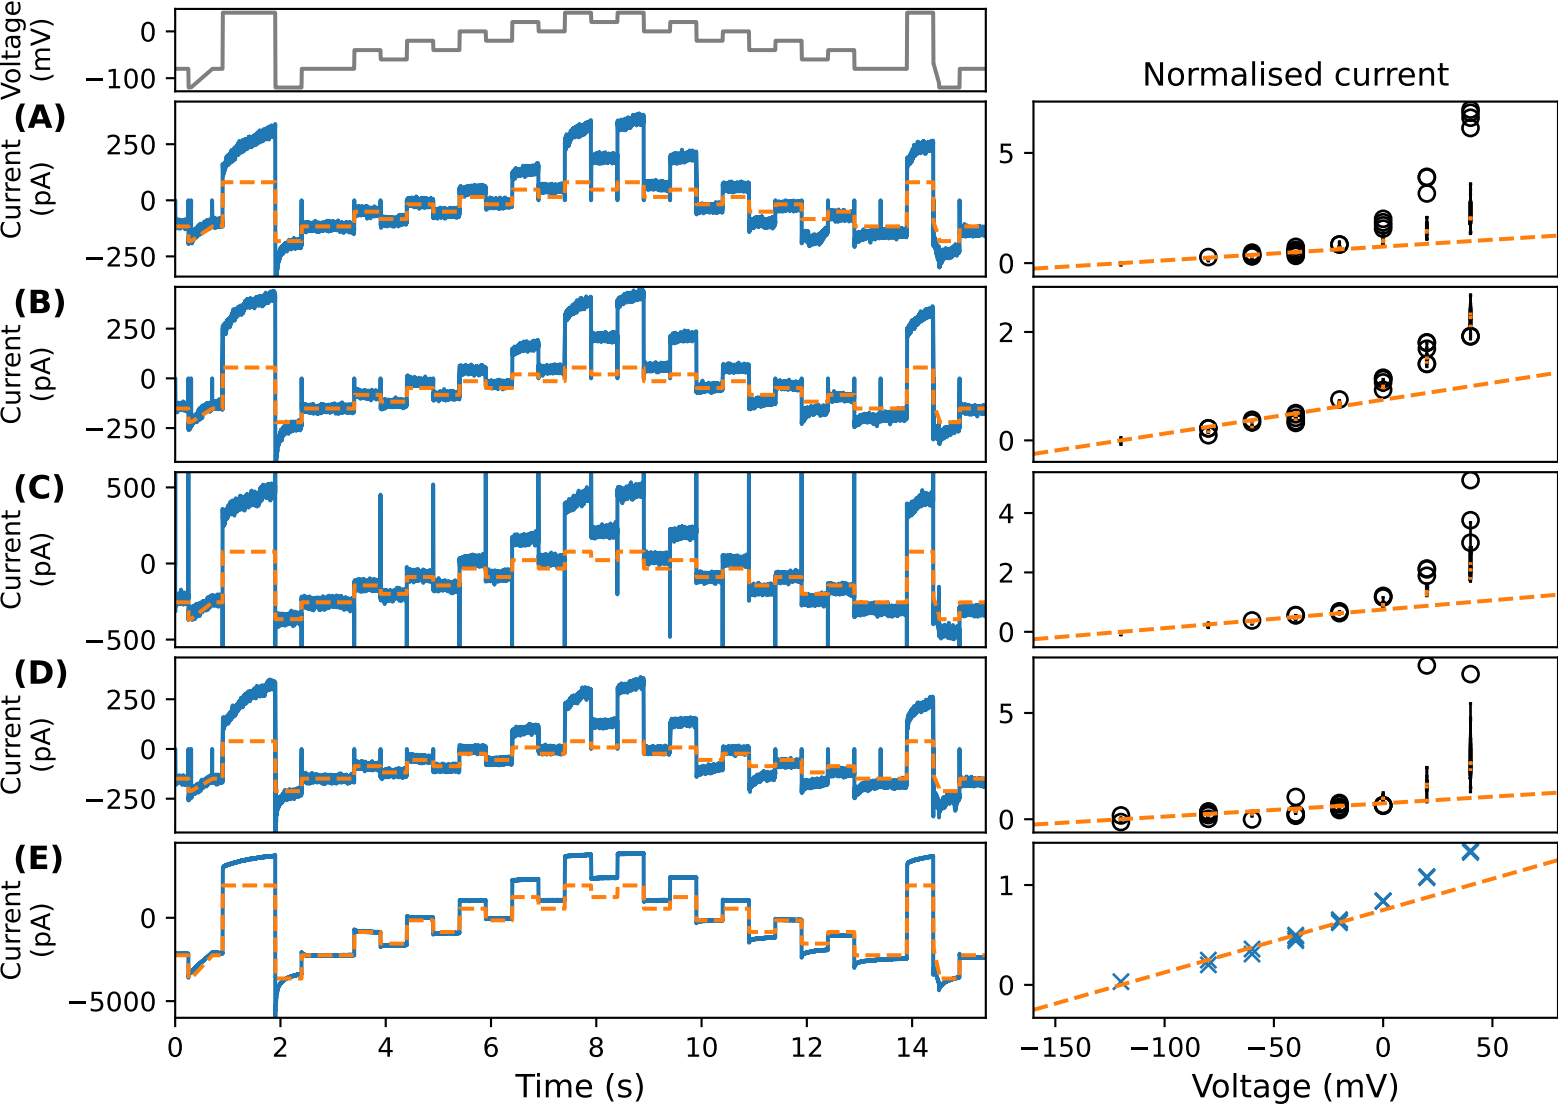 Voltage
(mV)
0
−100
Normalised current
(A)
Current
(pA)
250
0
−250
5
0
(B)
Current
(pA)
250
0
−250
2
0
(C)
Current
(pA)
500
0
−500
4
2
0
(D)
Current
(pA)
250
0
−250
5
0
(E)
Current
(pA)
0
−5000
1
0
0 2 4 6 8 10 12 14
−150 −100 −50 0 50
Time (s)
Voltage (mV)